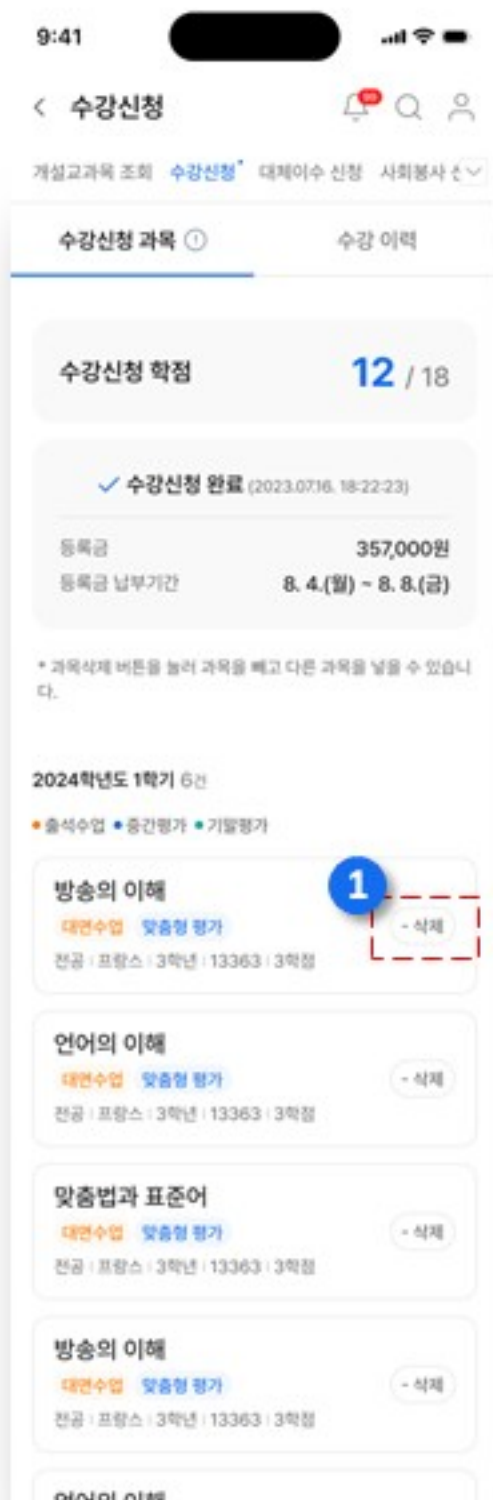 9:41
수강신청
99
개설교과목 조회 수강신청 대체이수 신청 사회봉사
수강신청 과목 수강 이력
수강신청 학점 12 / 18
수강신청 완료 (2023.07.16. 18:22:23)
등록금 357,000원
등록금 납부기간 8. 4.(월) ~ 8. 8.(금)
* 과목삭제 버튼을 눌러 과목을 빼고 다른 과목을 넣을 수 있습니
다.
2024학년도 1학기 6건
출석수업 중간평가 기말평가
방송의 이해
1
대면수업 맞춤형 평가
- 삭제
전공 | 프랑스 | 3학년 | 13363 | 3학점
언어의 이해
대면수업 맞춤형 평가
- 삭제
전공 | 프랑스 | 3학년 | 13363 | 3학점
맞춤법과 표준어
대면수업 맞춤형 평가
- 삭제
전공 | 프랑스 | 3학년 | 13363 | 3학점
방송의 이해
대면수업 맞춤형 평가
- 삭제
전공 | 프랑스 | 3학년 | 13363 | 3학점